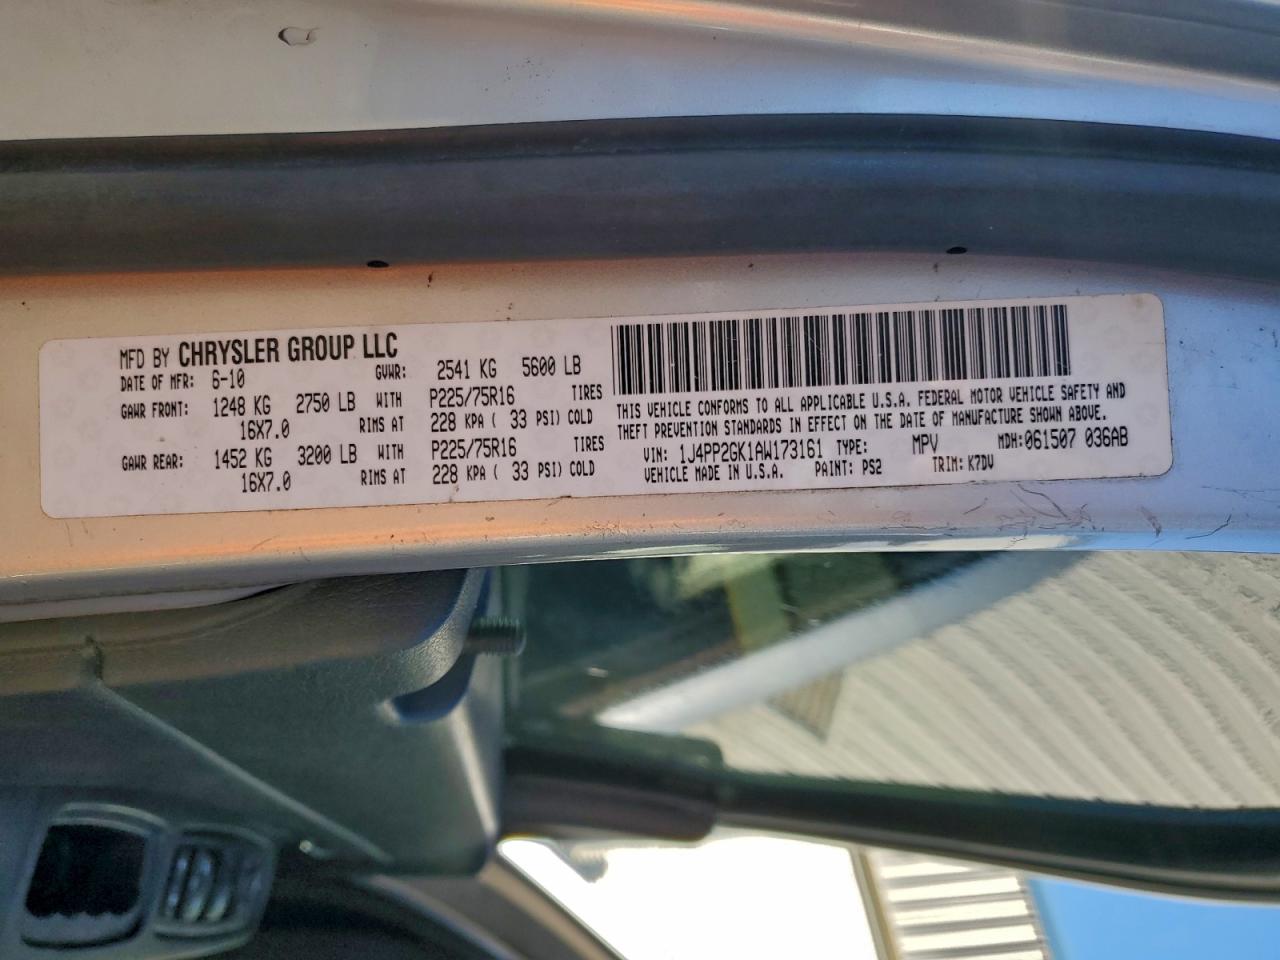 MFD BY CHRYSLER GROUP LLC
DATE OF MFR: 6-10 GVWR: 2541 KG 5600 LB
GAWR FRONT: 1248 KG 2750 LB WITH P225/75R16 TIRES
16X7.0 RIMS AT 228 KPA ( 33 PSI) COLD
GAWR REAR: 1452 KG 3200 LB WITH P225/75R16 TIRES
16X7.0 RIMS AT 228 KPA ( 33 PSI) COLD
THIS VEHICLE CONFORMS TO ALL APPLICABLE U.S.A. FEDERAL MOTOR VEHICLE SAFETY AND
THEFT PREVENTION STANDARDS IN EFFECT ON THE DATE OF MANUFACTURE SHOWN ABOVE.
VIN: 1J4PP2GK1AW173161 TYPE: MPV MDH: 061507 036AB
VEHICLE MADE IN U.S.A. PAINT: PS2 TRIM: K7DV